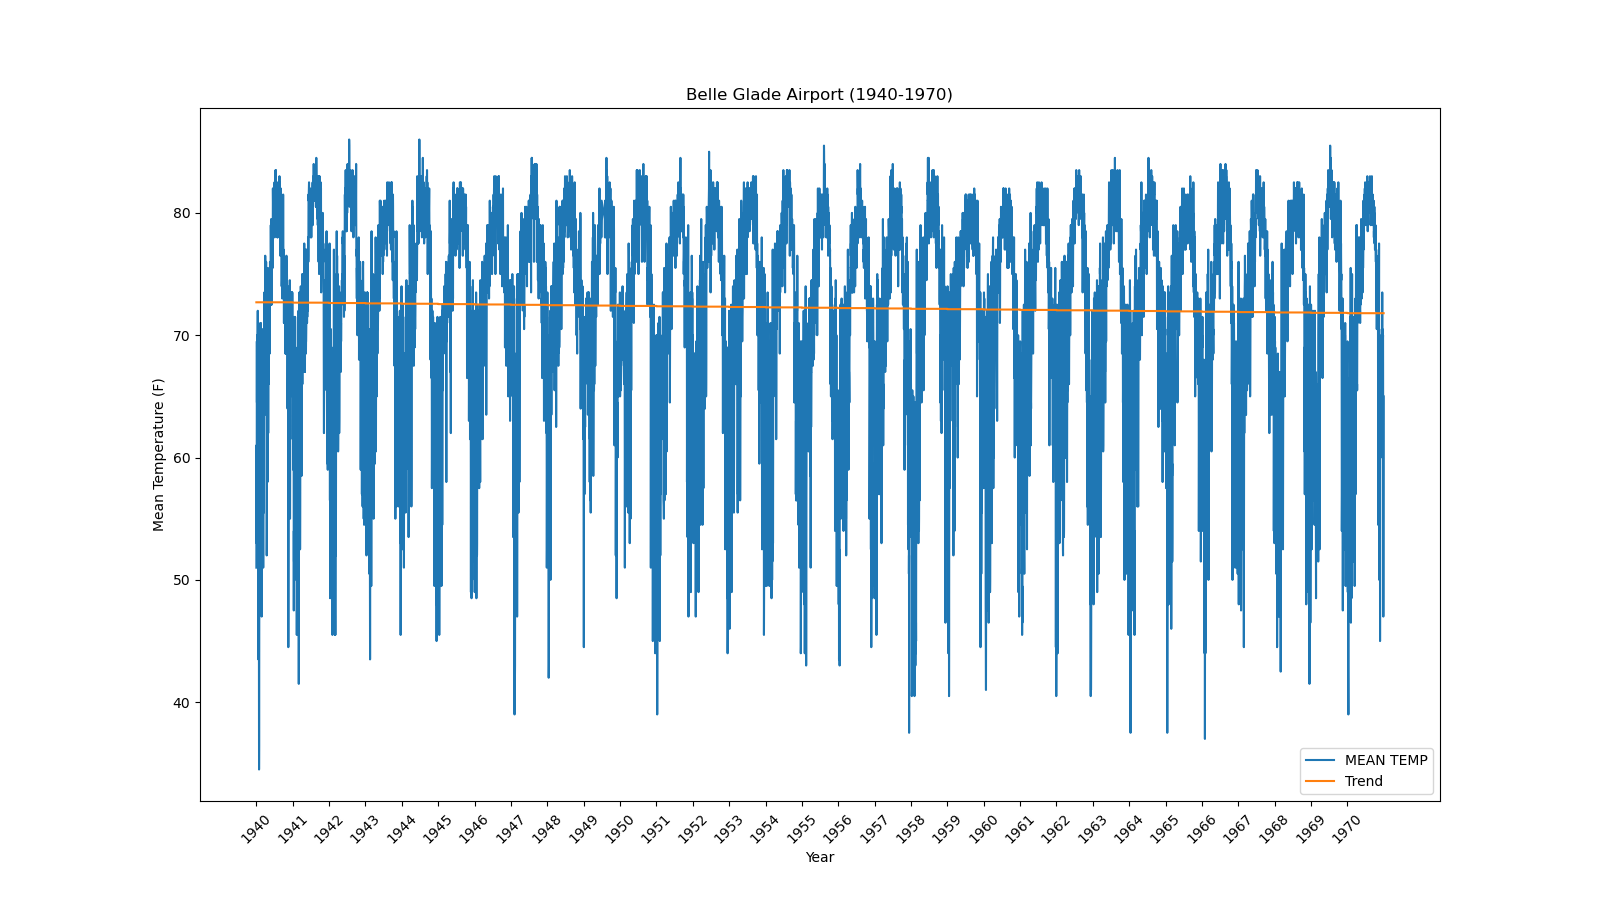 Belle Glade Airport (1940-1970)
Mean Temperature (F)
80
70
60
50
40
MEAN TEMP
Trend
1940 1941 1942 1943 1944 1945 1946 1947 1948 1949 1950 1951 1952 1953 1954 1955 1956 1957 1958 1959 1960 1961 1962 1963 1964 1965 1966 1967 1968 1969 1970
Year